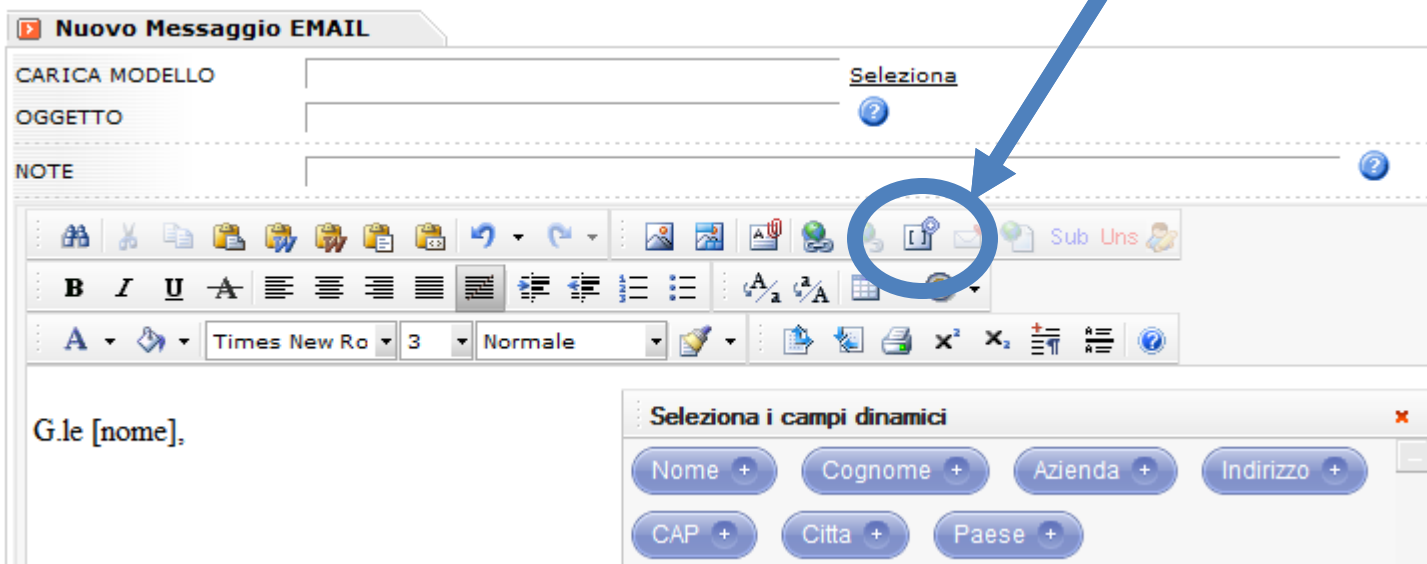 Nuovo Messaggio EMAIL
CARICA MODELLO Seleziona
OGGETTO
NOTE
Sub Uns
B I U A
A Times New Ro 3 Normale
G.le [nome],
Seleziona i campi dinamici
Nome + Cognome + Azienda + Indirizzo +
CAP + Citta + Paese +